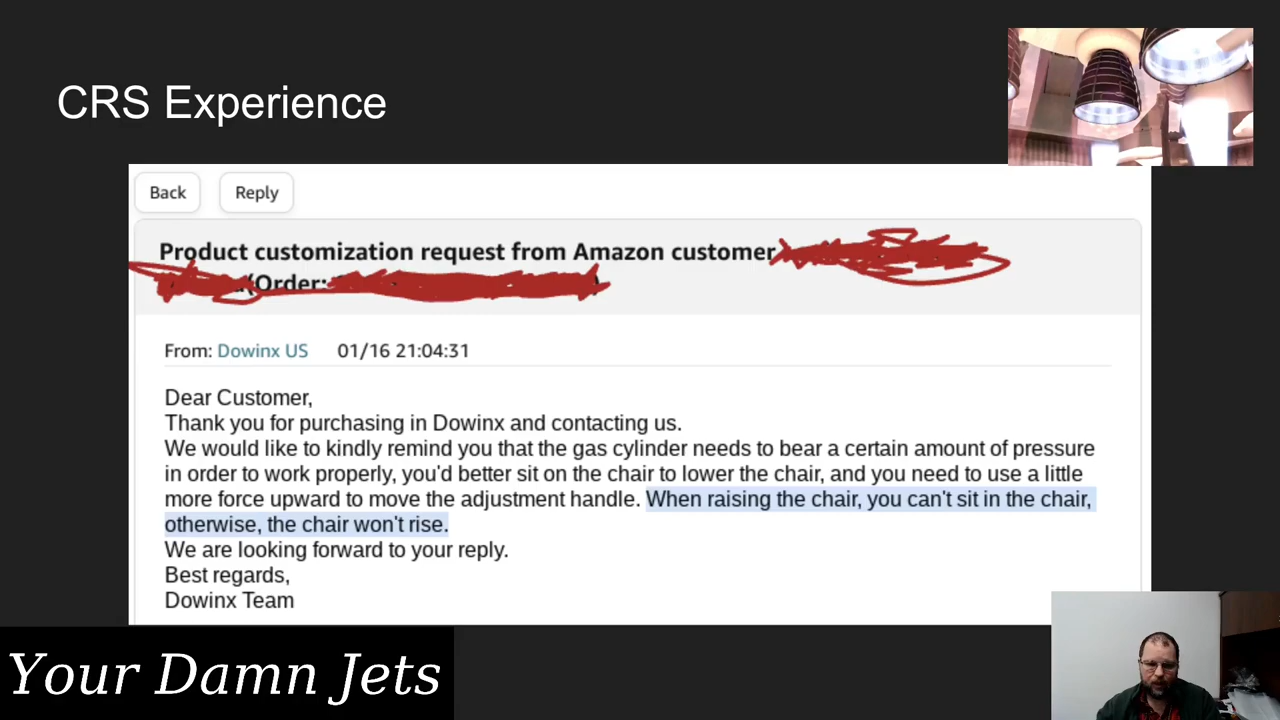 CRS Experience
Back Reply
Product customization request from Amazon customer
(Order:
From: Dowinx US 01/16 21:04:31
Dear Customer,
Thank you for purchasing in Dowinx and contacting us.
We would like to kindly remind you that the gas cylinder needs to bear a certain amount of pressure
in order to work properly, you'd better sit on the chair to lower the chair, and you need to use a little
more force upward to move the adjustment handle. When raising the chair, you can't sit in the chair,
otherwise, the chair won't rise.
We are looking forward to your reply.
Best regards,
Dowinx Team
Your Damn Jets